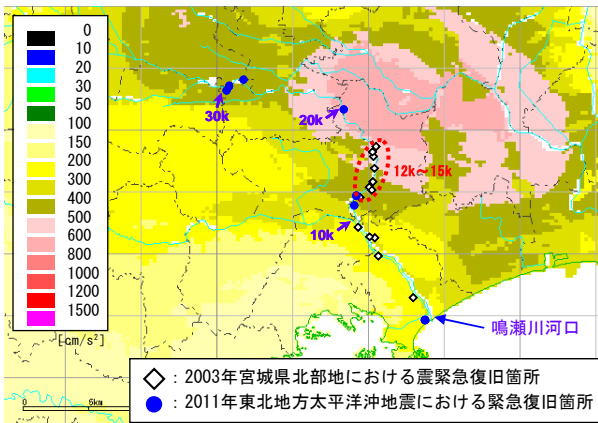 0
10
20
30
50
100
150
200
300
400
500
600
800
1000
1200
1500
[cm/s²]
30k
20k
12k～15k
10k
鳴瀬川河口
0 5km
◇：2003年宮城県北部地における震緊急復旧箇所
●：2011年東北地方太平洋沖地震における緊急復旧箇所